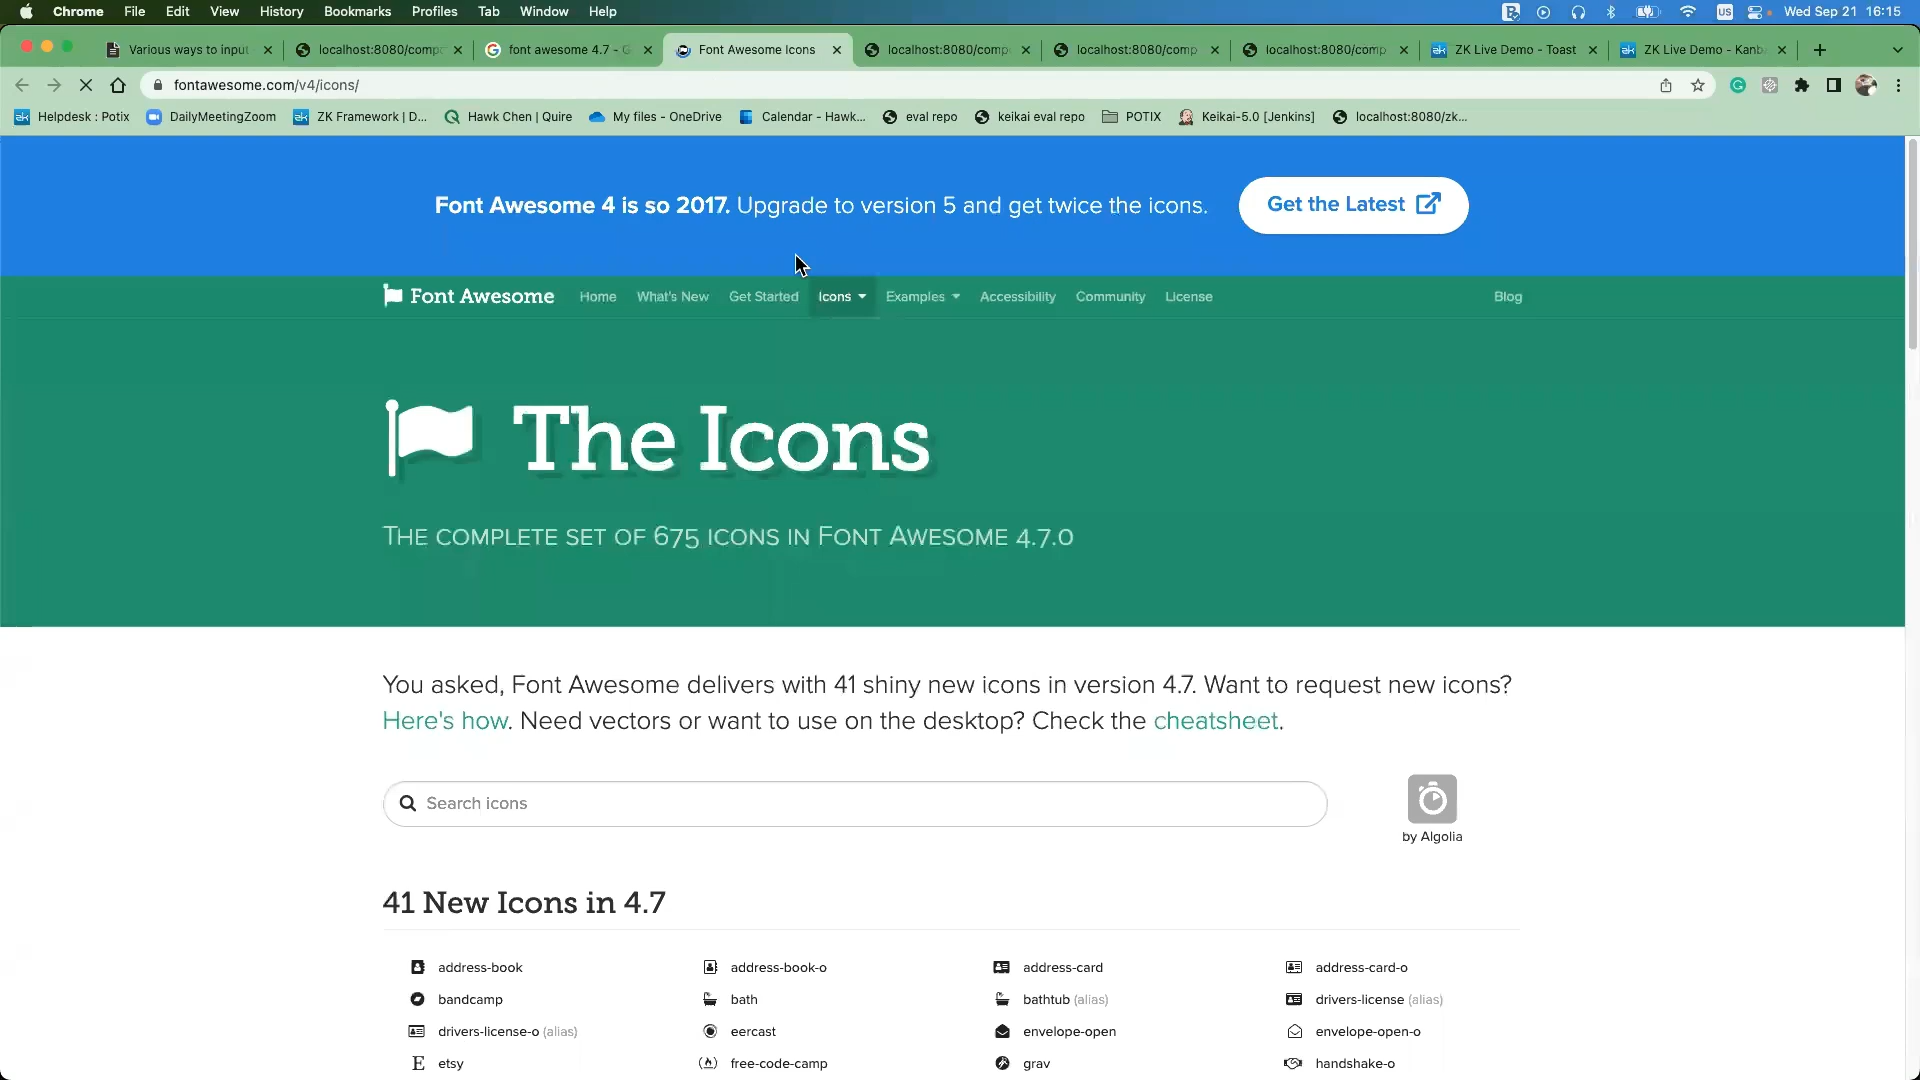 Chrome File Edit View History Bookmarks Profiles Tab Window Help US Wed Sep 21 16:15
Various ways to input localhost:8080/comp font awesome 4.7 - G Font Awesome Icons localhost:8080/comp localhost:8080/comp localhost:8080/comp ZK Live Demo - Toast ZK Live Demo - Kanb
fontawesome.com/v4/icons/
Helpdesk : Potix DailyMeetingZoom ZK Framework | D... Hawk Chen | Quire My files - OneDrive Calendar - Hawk... eval repo keikai eval repo POTIX Keikai-5.0 [Jenkins] localhost:8080/zk...
Font Awesome 4 is so 2017. Upgrade to version 5 and get twice the icons. Get the Latest
Font Awesome Home What's New Get Started Icons Examples Accessibility Community License Blog
The Icons
The complete set of 675 icons in Font Awesome 4.7.0
You asked, Font Awesome delivers with 41 shiny new icons in version 4.7. Want to request new icons?
Here's how. Need vectors or want to use on the desktop? Check the cheatsheet.
Search icons
by Algolia
41 New Icons in 4.7
address-book address-book-o address-card address-card-o
bandcamp bath bathtub (alias) drivers-license (alias)
drivers-license-o (alias) eercast envelope-open envelope-open-o
etsy free-code-camp grav handshake-o